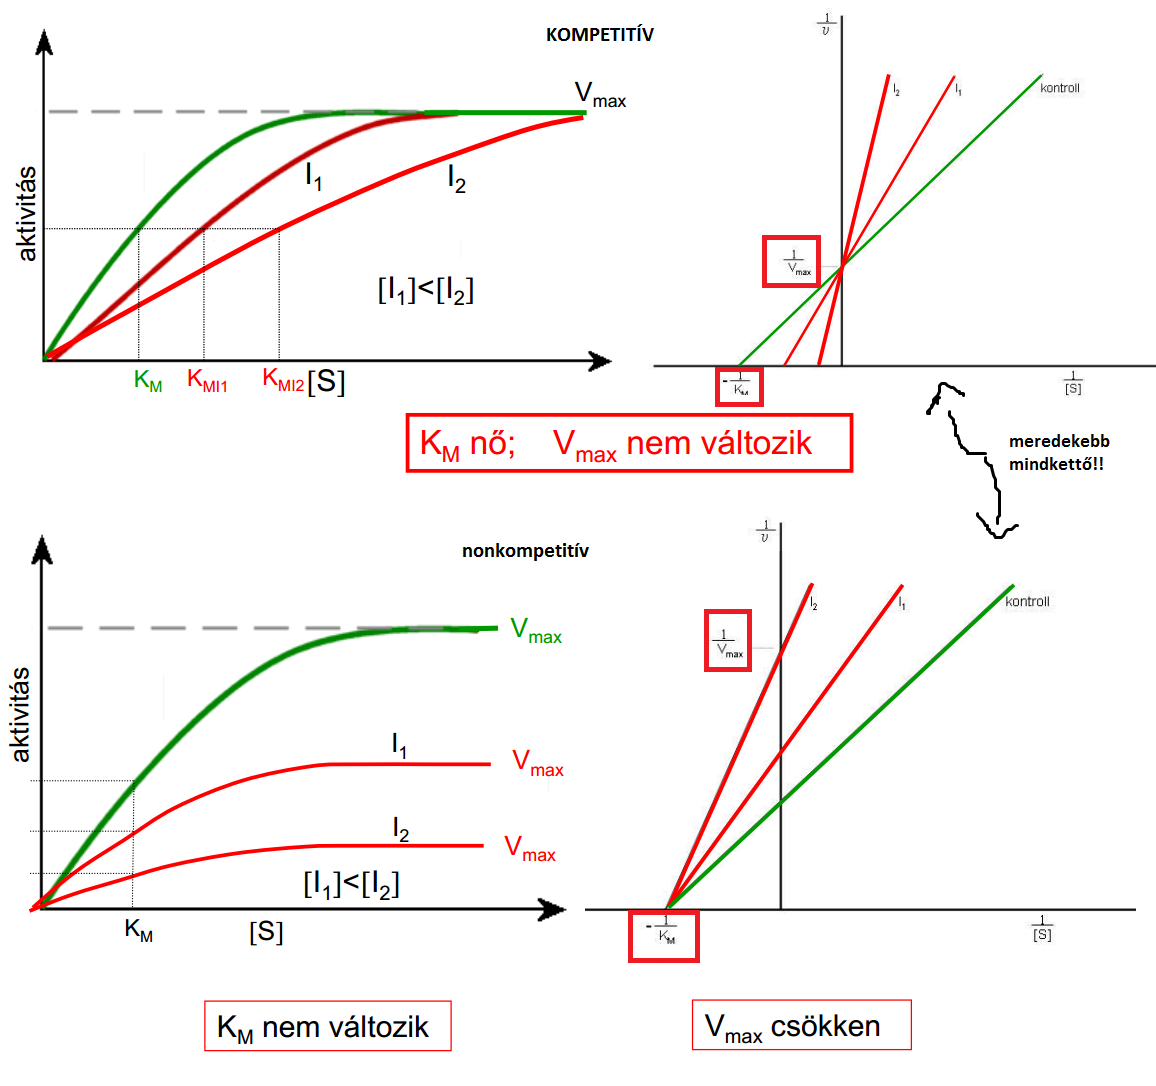 KOMPETITÍV
aktivitás
Vmax
I1
I2
[I1]<[I2]
KM
KMI1
KMI2
[S]
1/υ
I2
I1
kontroll
1/Vmax
-1/KM
1/[S]
KM nő; Vmax nem változik
meredekebb
mindkettő!!
nonkompetitív
aktivitás
Vmax
I1
Vmax
I2
Vmax
[I1]<[I2]
KM
[S]
1/υ
I2
I1
kontroll
1/Vmax
-1/KM
1/[S]
KM nem változik
Vmax csökken